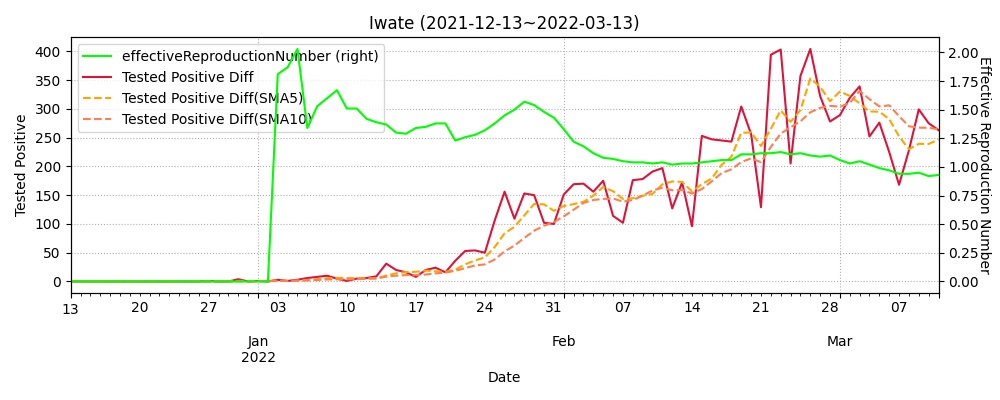 Iwate (2021-12-13~2022-03-13)
effectiveReproductionNumber (right)
Tested Positive Diff
Tested Positive Diff(SMA5)
Tested Positive Diff(SMA10)
Tested Positive
400
350
300
250
200
150
100
50
0
Effective Reproduction Number
2.00
1.75
1.50
1.25
1.00
0.75
0.50
0.25
0.00
13 20 27 03 10 17 24 31 07 14 21 28 07
Jan Feb Mar
2022
Date